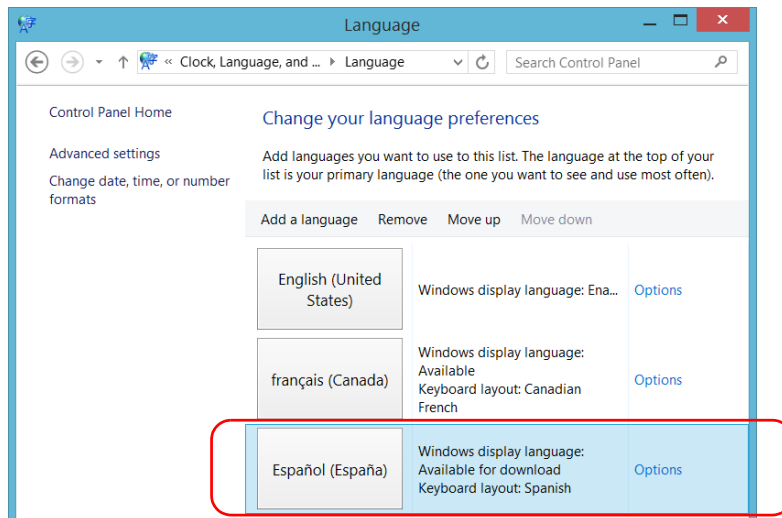 Language
« Clock, Language, and ... Language
Search Control Panel
Control Panel Home
Advanced settings
Change date, time, or number
formats
Change your language preferences
Add languages you want to use to this list. The language at the top of your
list is your primary language (the one you want to see and use most often).
Add a language Remove Move up Move down
English (United
States)
Windows display language: Ena...
Options
français (Canada)
Windows display language:
Available
Keyboard layout: Canadian
French
Options
Español (España)
Windows display language:
Available for download
Keyboard layout: Spanish
Options